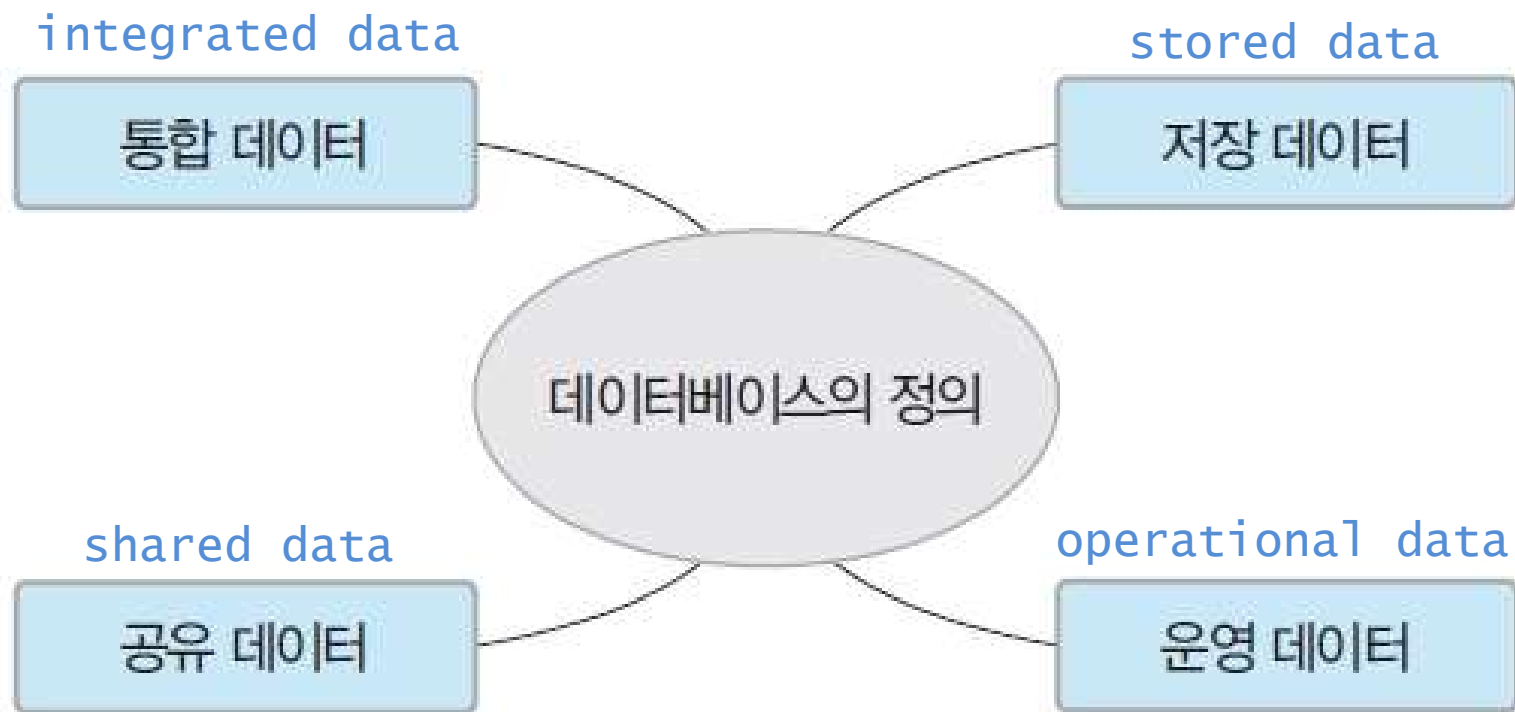 integrated data
통합 데이터
stored data
저장 데이터
데이터베이스의 정의
shared data
공유 데이터
operational data
운영 데이터